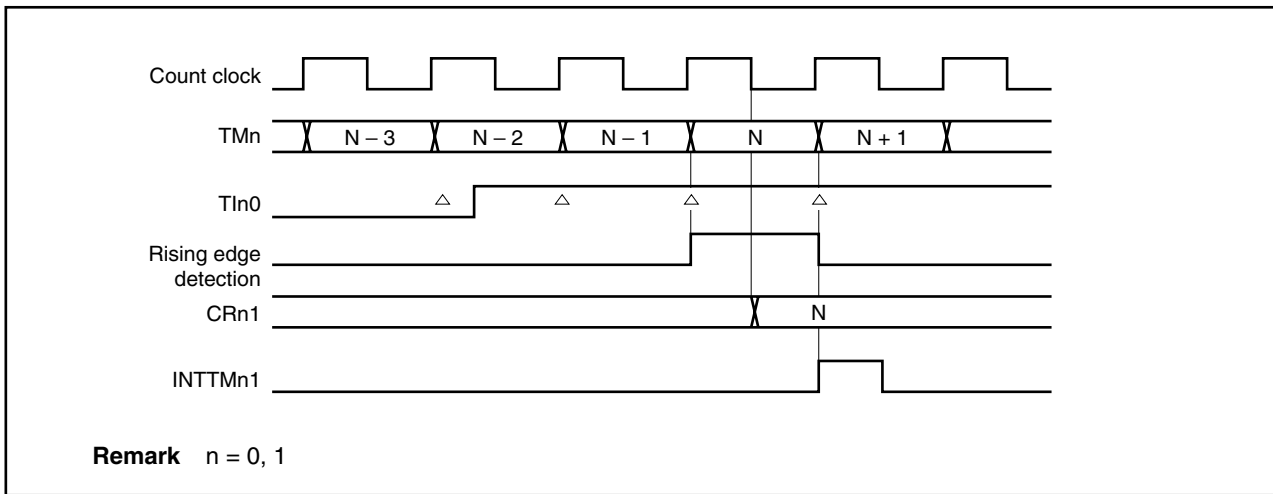 Count clock
TMn
N – 3
N – 2
N – 1
N
N + 1
TIn0
Rising edge
detection
CRn1
N
INTTMn1
Remark n = 0, 1